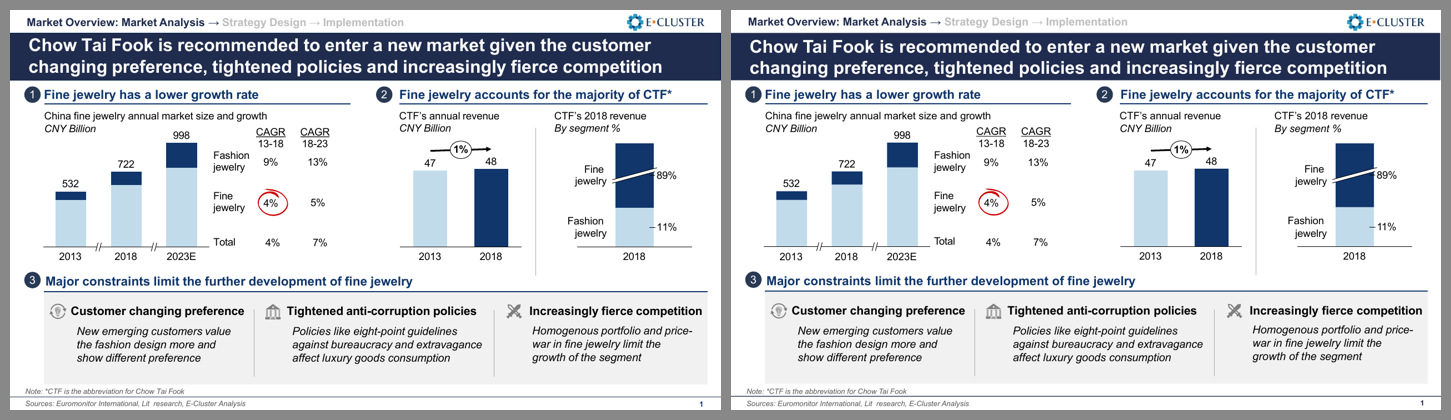 Market Overview: Market Analysis → Strategy Design → Implementation
E•CLUSTER
Chow Tai Fook is recommended to enter a new market given the customer
changing preference, tightened policies and increasingly fierce competition
1 Fine jewelry has a lower growth rate
China fine jewelry annual market size and growth
CNY Billion
532
722
998
2013
2018
2023E
CAGR 13-18
CAGR 18-23
Fashion jewelry 9% 13%
Fine jewelry 4% 5%
Total 4% 7%
2 Fine jewelry accounts for the majority of CTF*
CTF's annual revenue
CNY Billion
1%
47
48
2013
2018
CTF's 2018 revenue
By segment %
Fine jewelry
89%
Fashion jewelry
11%
2018
3 Major constraints limit the further development of fine jewelry
Customer changing preference
New emerging customers value
the fashion design more and
show different preference
Tightened anti-corruption policies
Policies like eight-point guidelines
against bureaucracy and extravagance
affect luxury goods consumption
Increasingly fierce competition
Homogenous portfolio and price-
war in fine jewelry limit the
growth of the segment
Note: *CTF is the abbreviation for Chow Tai Fook
Sources: Euromonitor International, Lit research, E-Cluster Analysis
1
Market Overview: Market Analysis → Strategy Design → Implementation
E•CLUSTER
Chow Tai Fook is recommended to enter a new market given the customer
changing preference, tightened policies and increasingly fierce competition
1 Fine jewelry has a lower growth rate
China fine jewelry annual market size and growth
CNY Billion
532
722
998
2013
2018
2023E
CAGR 13-18
CAGR 18-23
Fashion jewelry 9% 13%
Fine jewelry 4% 5%
Total 4% 7%
2 Fine jewelry accounts for the majority of CTF*
CTF's annual revenue
CNY Billion
1%
47
48
2013
2018
CTF's 2018 revenue
By segment %
Fine jewelry
89%
Fashion jewelry
11%
2018
3 Major constraints limit the further development of fine jewelry
Customer changing preference
New emerging customers value
the fashion design more and
show different preference
Tightened anti-corruption policies
Policies like eight-point guidelines
against bureaucracy and extravagance
affect luxury goods consumption
Increasingly fierce competition
Homogenous portfolio and price-
war in fine jewelry limit the
growth of the segment
Note: *CTF is the abbreviation for Chow Tai Fook
Sources: Euromonitor International, Lit research, E-Cluster Analysis
1